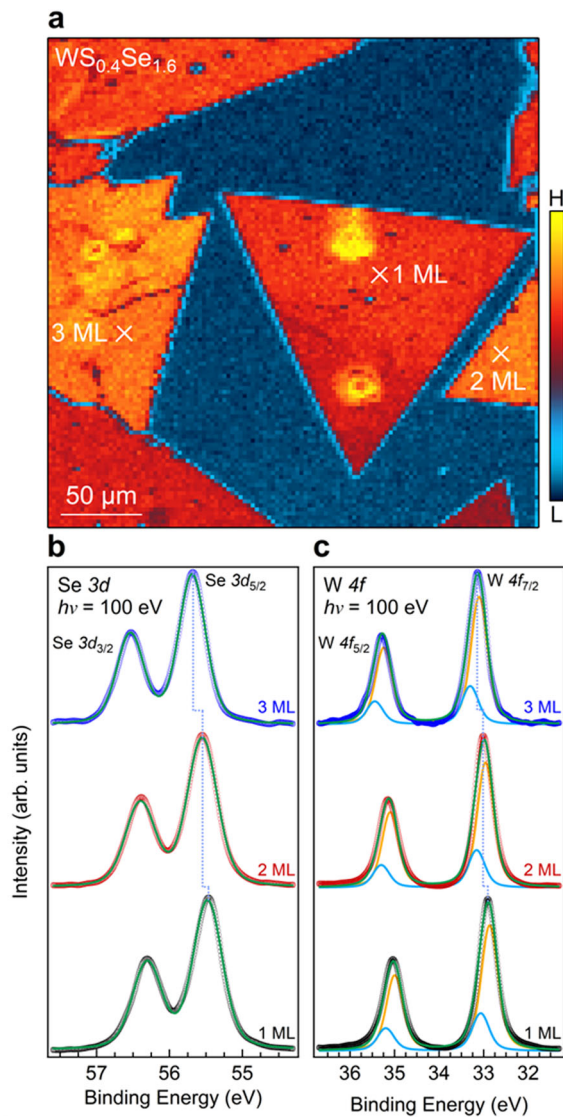 a
WS0.4Se1.6
H
1 ML
3 ML
2 ML
50 μm
L
b
c
Se 3d
hν = 100 eV
Se 3d5/2
Se 3d3/2
3 ML
2 ML
1 ML
W 4f
hν = 100 eV
W 4f7/2
W 4f5/2
3 ML
2 ML
1 ML
Intensity (arb. units)
57 56 55
Binding Energy (eV)
36 35 34 33 32
Binding Energy (eV)